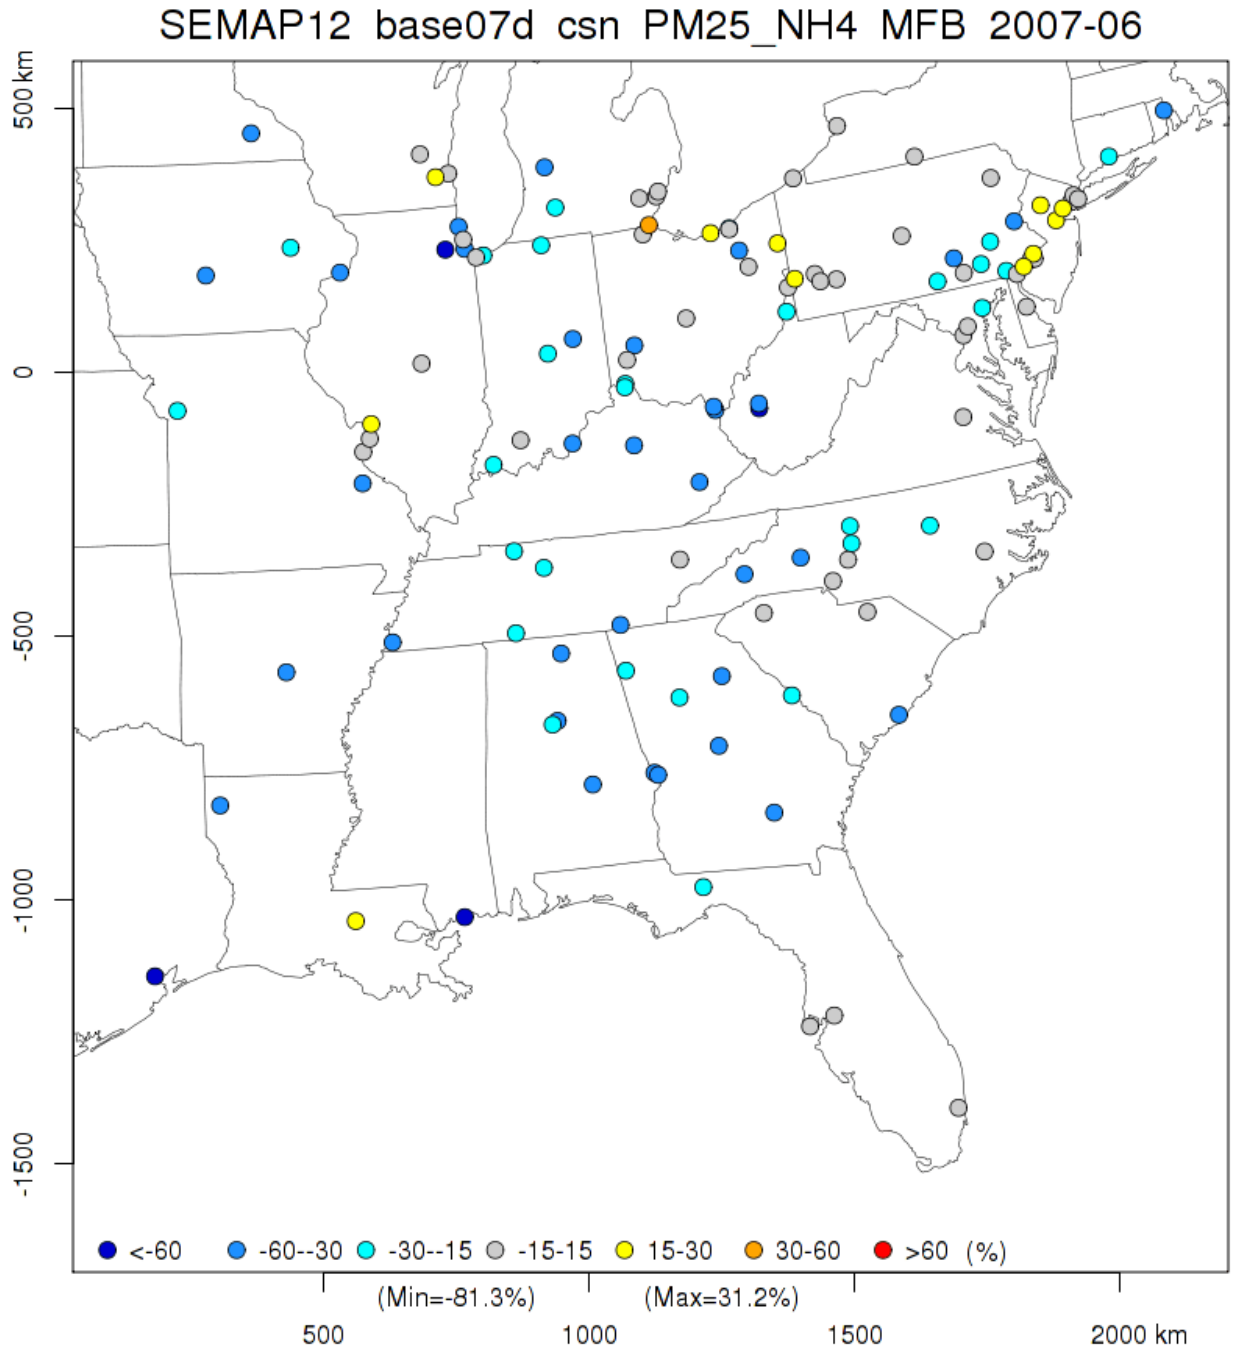 SEMAP12 base07d csn PM25_NH4 MFB 2007-06
500 km
0
-500
-1000
-1500
<-60 -60--30 -30--15 -15-15 15-30 30-60 >60 (%)
(Min=-81.3%) (Max=31.2%)
500 1000 1500 2000 km